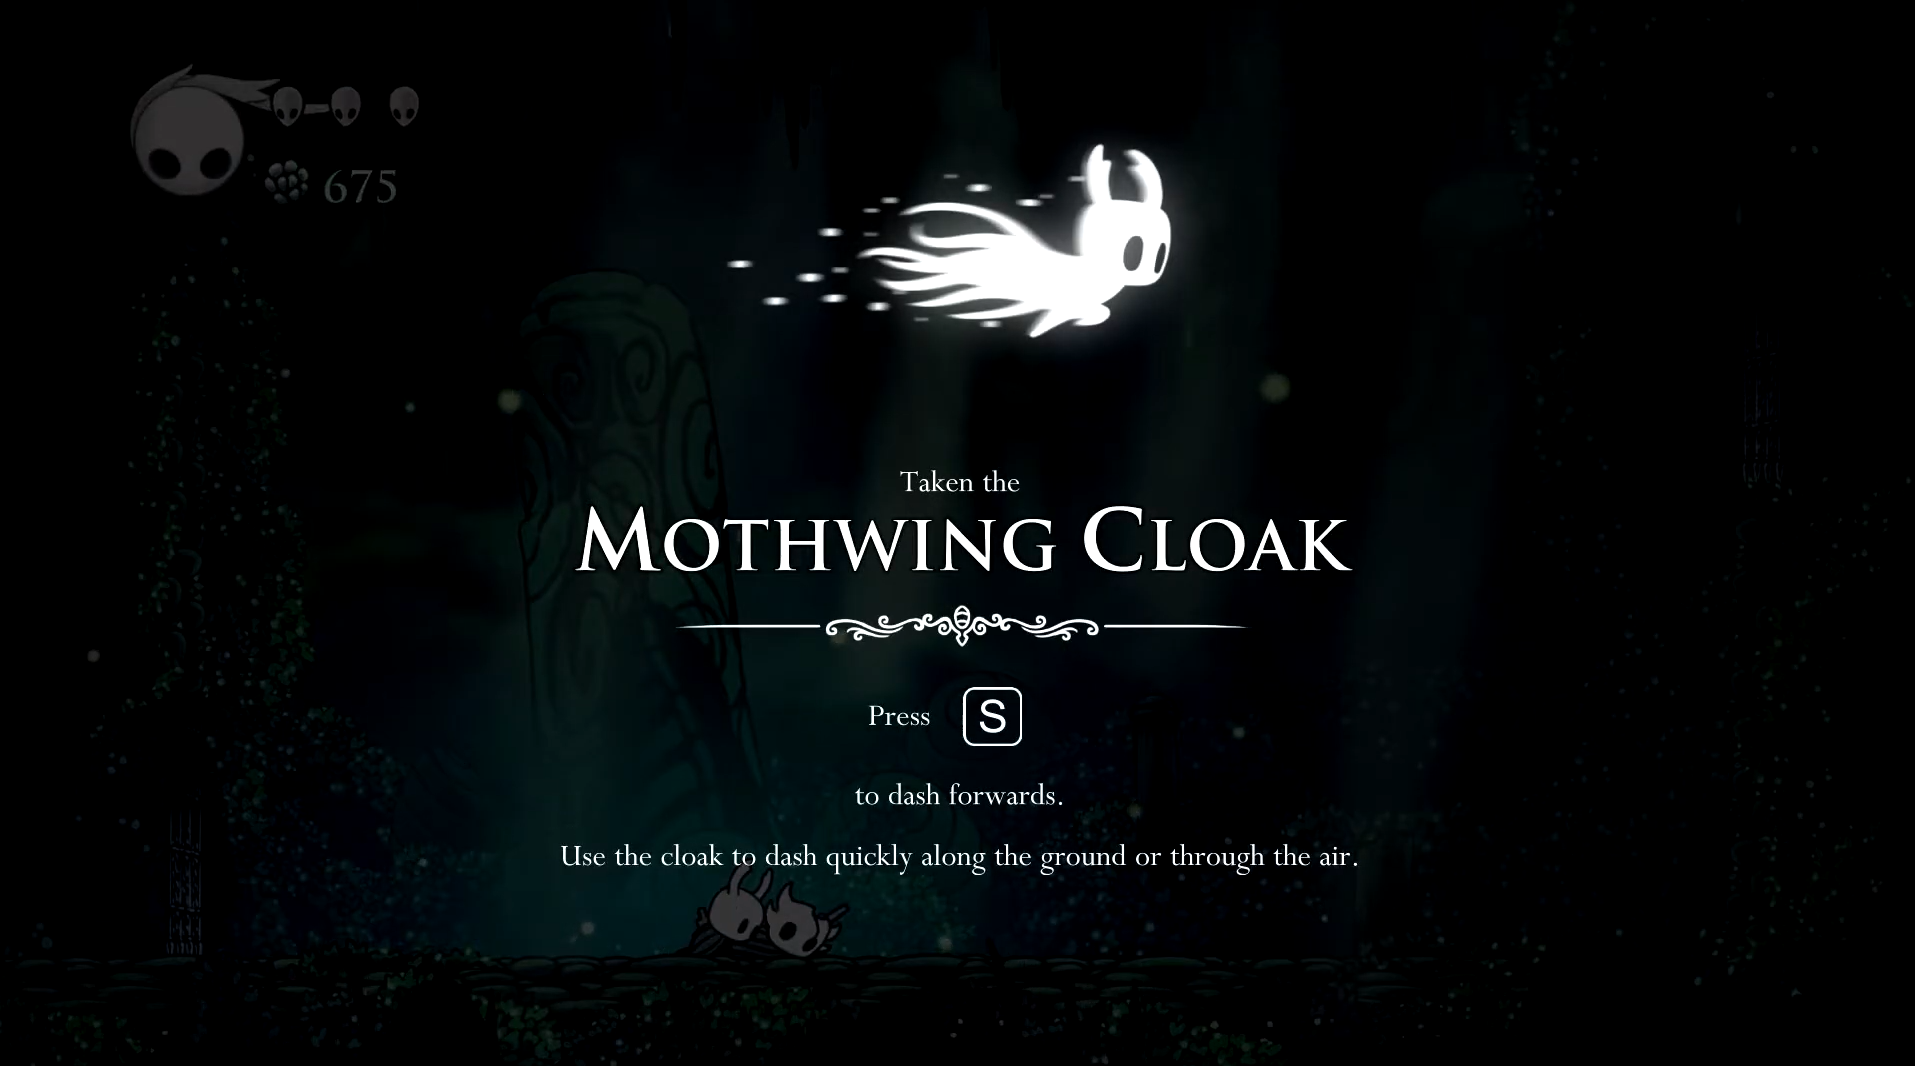 675
Taken the
MOTHWING CLOAK
Press S
to dash forwards.
Use the cloak to dash quickly along the ground or through the air.